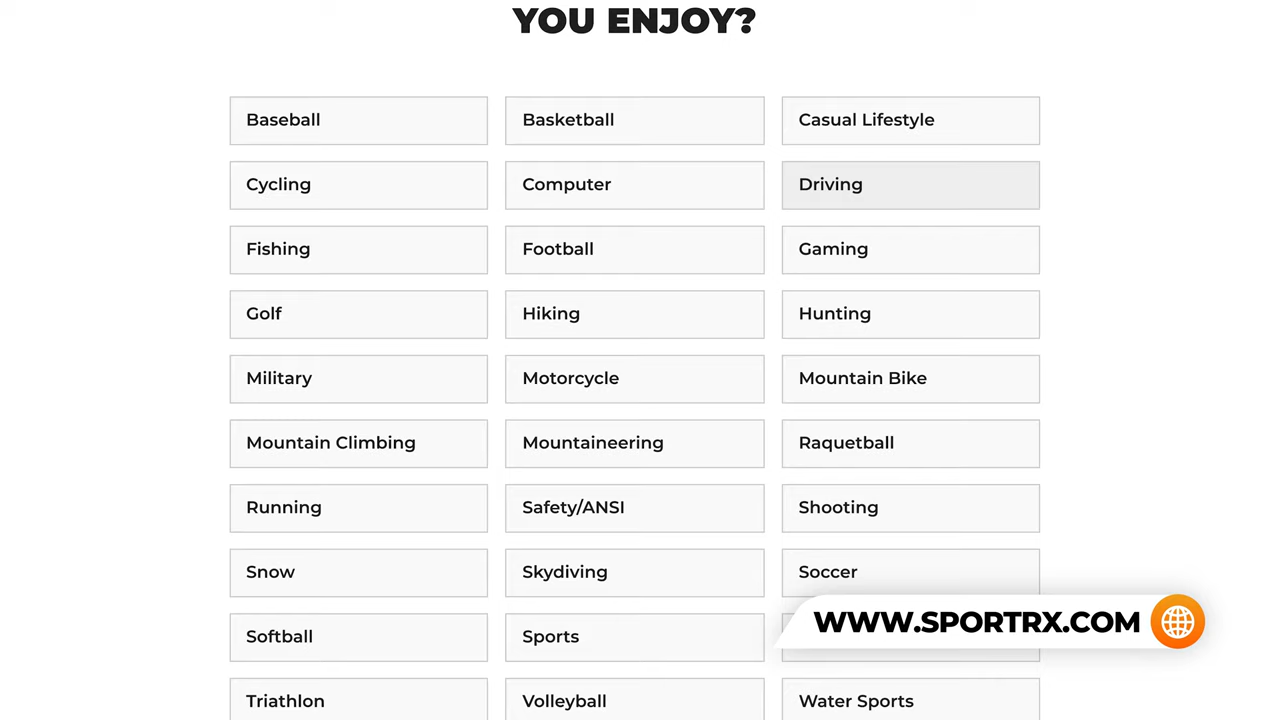 YOU ENJOY?
Baseball
Basketball
Casual Lifestyle
Cycling
Computer
Driving
Fishing
Football
Gaming
Golf
Hiking
Hunting
Military
Motorcycle
Mountain Bike
Mountain Climbing
Mountaineering
Raquetball
Running
Safety/ANSI
Shooting
Snow
Skydiving
Soccer
Softball
Sports
WWW.SPORTRX.COM
Triathlon
Volleyball
Water Sports